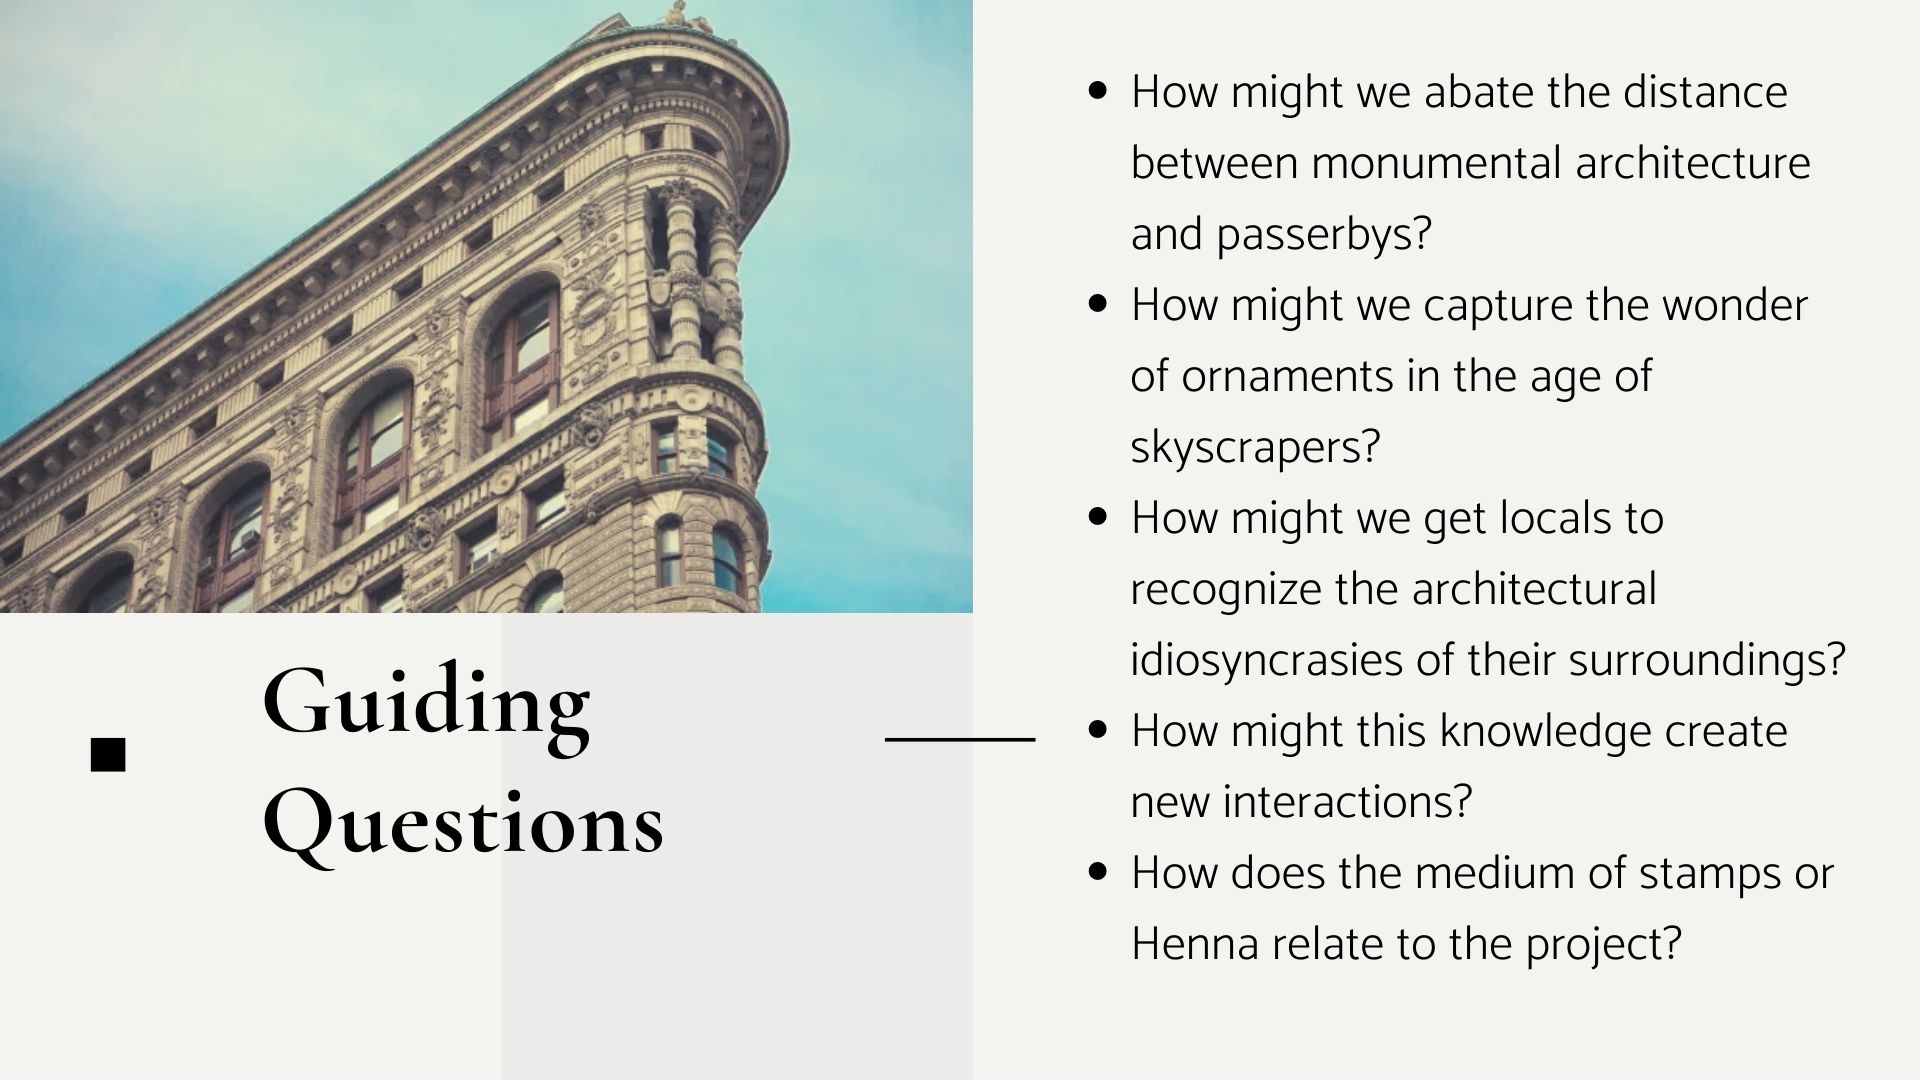 Guiding
Questions
• How might we abate the distance
between monumental architecture
and passerbys?
• How might we capture the wonder
of ornaments in the age of
skyscrapers?
• How might we get locals to
recognize the architectural
idiosyncrasies of their surroundings?
• How might this knowledge create
new interactions?
• How does the medium of stamps or
Henna relate to the project?